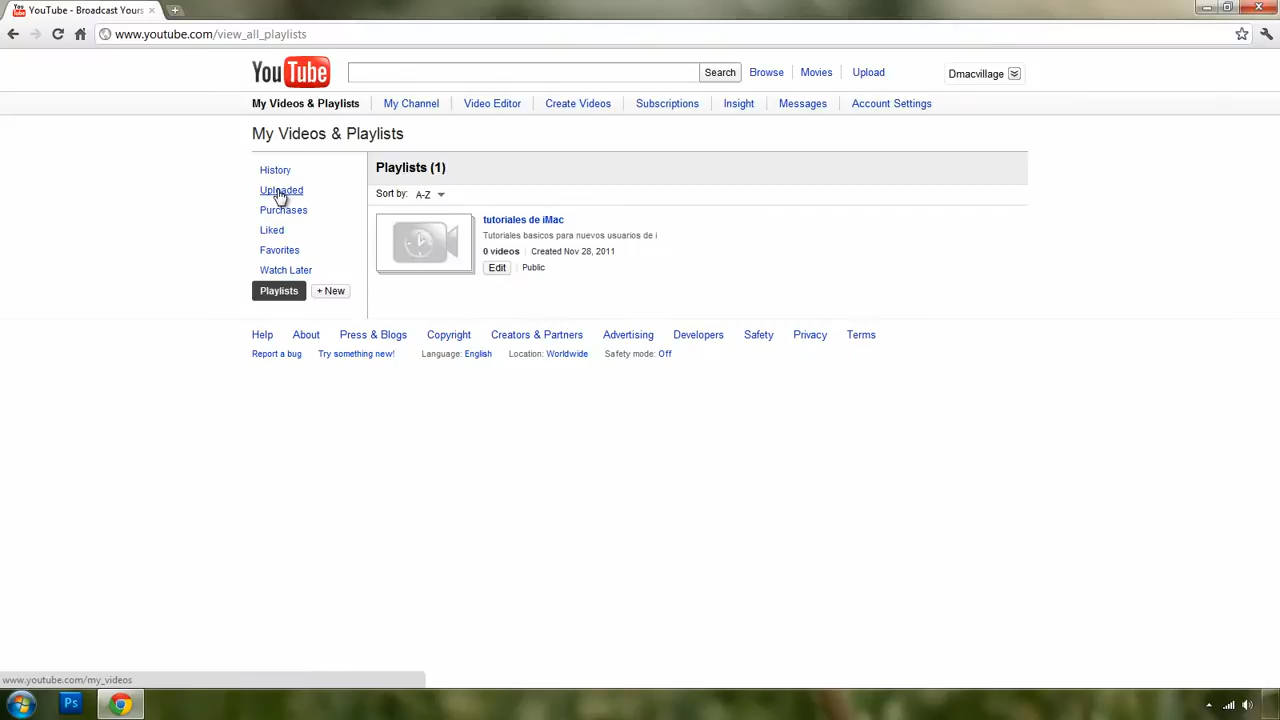 YouTube - Broadcast Yours
www.youtube.com/view_all_playlists
YouTube
Search
Browse
Movies
Upload
Dmacvillage
My Videos & Playlists
My Channel
Video Editor
Create Videos
Subscriptions
Insight
Messages
Account Settings
My Videos & Playlists
History
Uploaded
Purchases
Liked
Favorites
Watch Later
Playlists
+ New
Playlists (1)
Sort by: A-Z
tutoriales de iMac
Tutoriales basicos para nuevos usuarios de i
0 videos Created Nov 28, 2011
Edit Public
Help About Press & Blogs Copyright Creators & Partners Advertising Developers Safety Privacy Terms
Report a bug Try something new! Language: English Location: Worldwide Safety mode: Off
www.youtube.com/my_videos
Ps